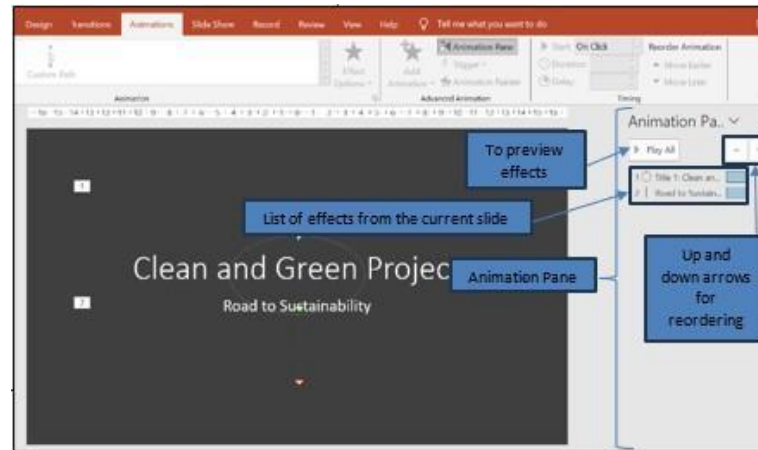 Design Transitions Animations Slide Show Record Review View Help Tell me what you want to do
Custom Path
Effect
Options
Add
Animation
Animation Pane
Trigger
Animation Painter
Start: On Click
Duration:
Delay:
Reorder Animation
Move Earlier
Move Later
Animation
Advanced Animation
Timing
Animation Pa..
Play All
1 Title 1: Clean an..
2 Road to Sustain..
To preview
effects
List of effects from the current slide
Animation Pane
Up and
down arrows
for
reordering
1
Clean and Green Projec
2
Road to Sustainability